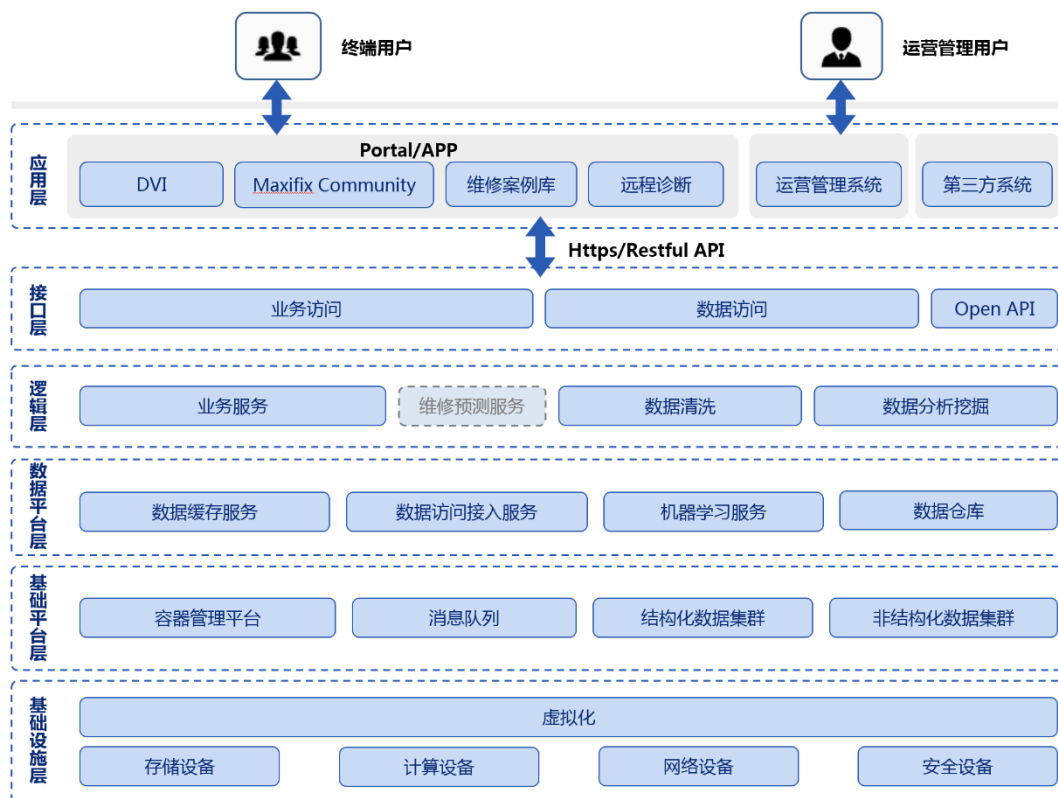 终端用户
运营管理用户
应用层
Portal/APP
DVI
Maxifix Community
维修案例库
远程诊断
运营管理系统
第三方系统
Https/Restful API
接口层
业务访问
数据访问
Open API
逻辑层
业务服务
维修预测服务
数据清洗
数据分析挖掘
数据平台层
数据缓存服务
数据访问接入服务
机器学习服务
数据仓库
基础平台层
容器管理平台
消息队列
结构化数据集群
非结构化数据集群
基础设施层
虚拟化
存储设备
计算设备
网络设备
安全设备